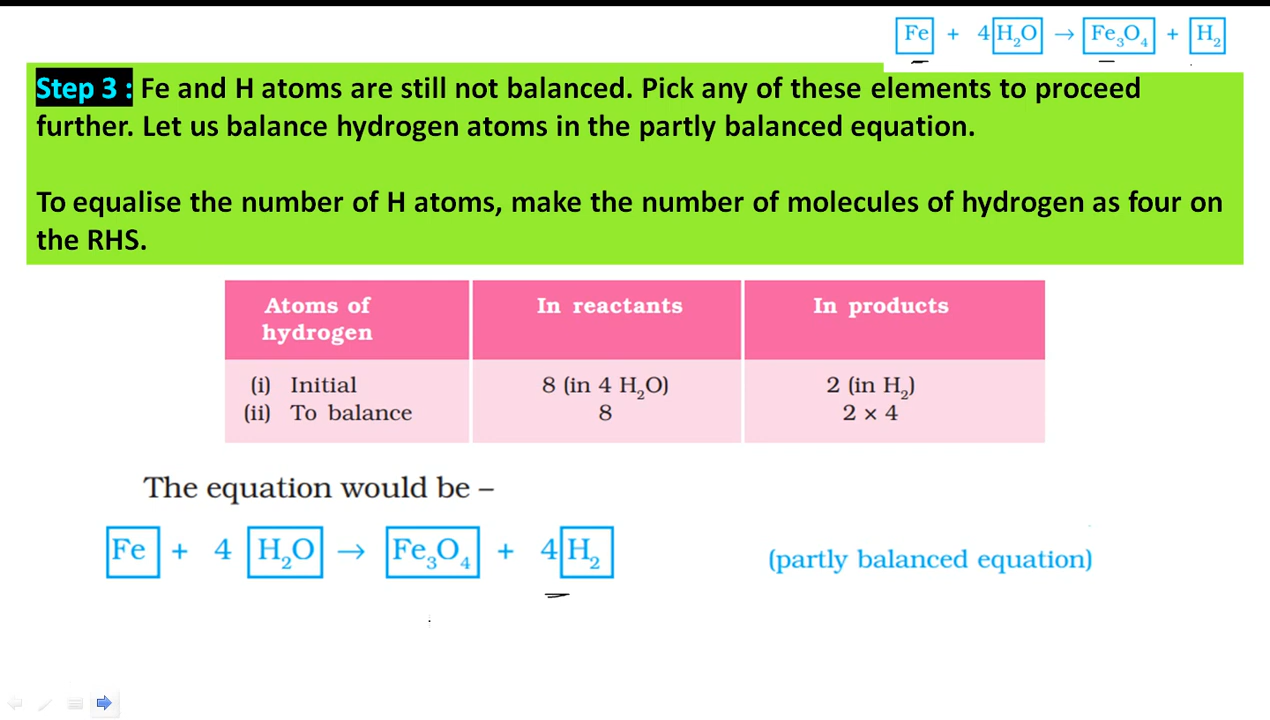 Fe + 4 H₂O → Fe₃O₄ + H₂
Step 3 : Fe and H atoms are still not balanced. Pick any of these elements to proceed
further. Let us balance hydrogen atoms in the partly balanced equation.
To equalise the number of H atoms, make the number of molecules of hydrogen as four on
the RHS.
Atoms of hydrogen In reactants In products
(i) Initial 8 (in 4 H₂O) 2 (in H₂)
(ii) To balance 8 2 × 4
The equation would be –
Fe + 4 H₂O → Fe₃O₄ + 4 H₂ (partly balanced equation)